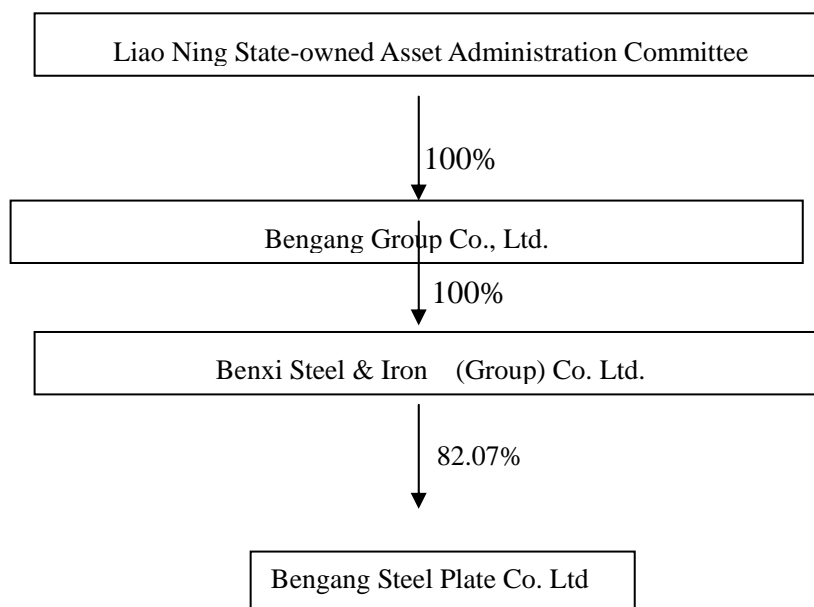 Liao Ning State-owned Asset Administration Committee
100%
Bengang Group Co., Ltd.
100%
Benxi Steel & Iron (Group) Co. Ltd.
82.07%
Bengang Steel Plate Co. Ltd